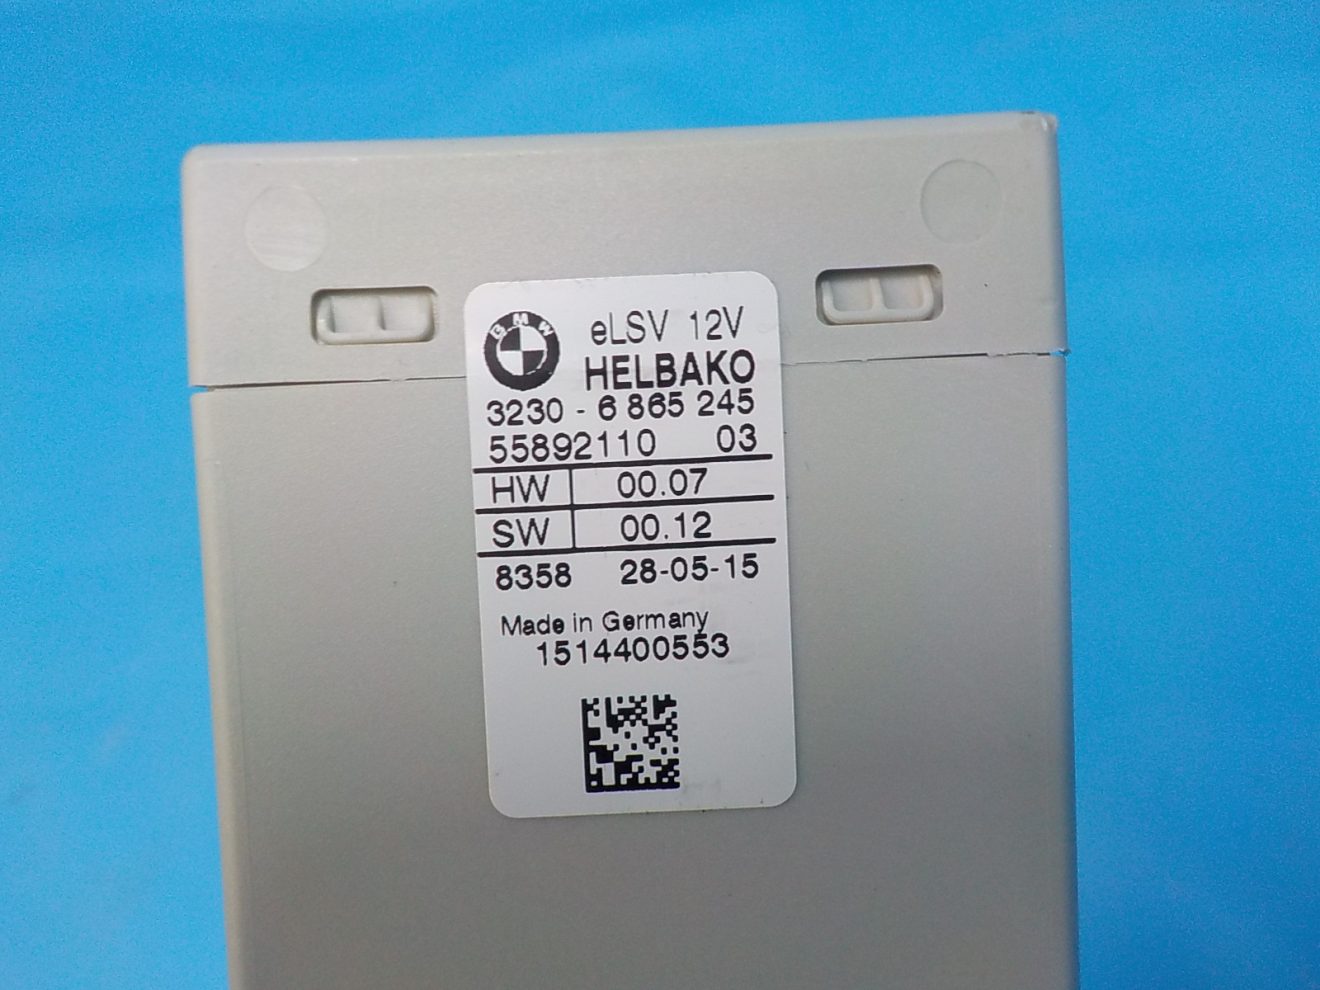 BMW
eLSV 12V
HELBAKO
3230 - 6 865 245
55892110 03
HW 00.07
SW 00.12
8358 28-05-15
Made in Germany
1514400553